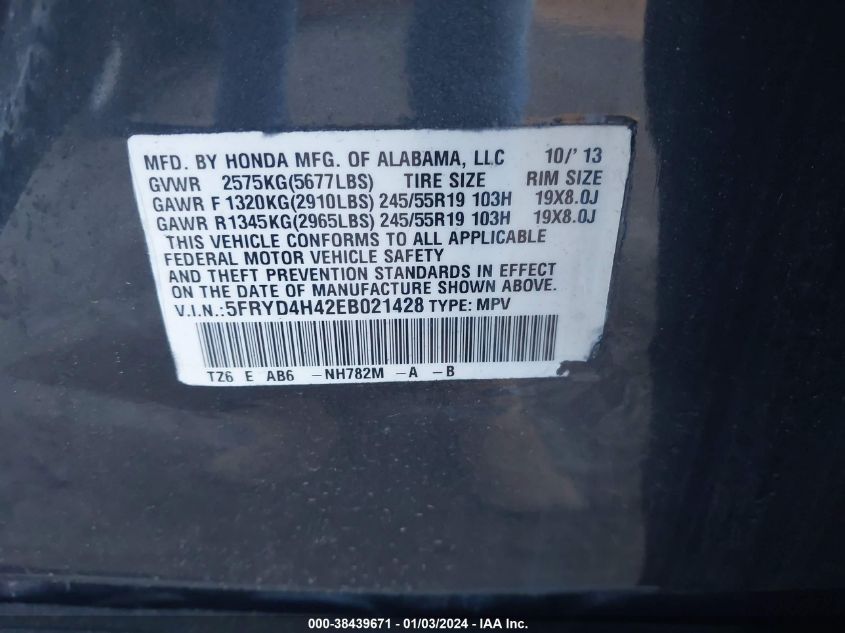 MFD. BY HONDA MFG. OF ALABAMA, LLC 10/'13
GVWR 2575KG(5677LBS) TIRE SIZE RIM SIZE
GAWR F 1320KG(2910LBS) 245/55R19 103H 19X8.0J
GAWR R1345KG(2965LBS) 245/55R19 103H 19X8.0J
THIS VEHICLE CONFORMS TO ALL APPLICABLE
FEDERAL MOTOR VEHICLE SAFETY
AND THEFT PREVENTION STANDARDS IN EFFECT
ON THE DATE OF MANUFACTURE SHOWN ABOVE.
V.I.N.:5FRYD4H42EB021428 TYPE: MPV
TZ6 E AB6 -NH782M -A -B
000-38439671 - 01/03/2024 - IAA Inc.